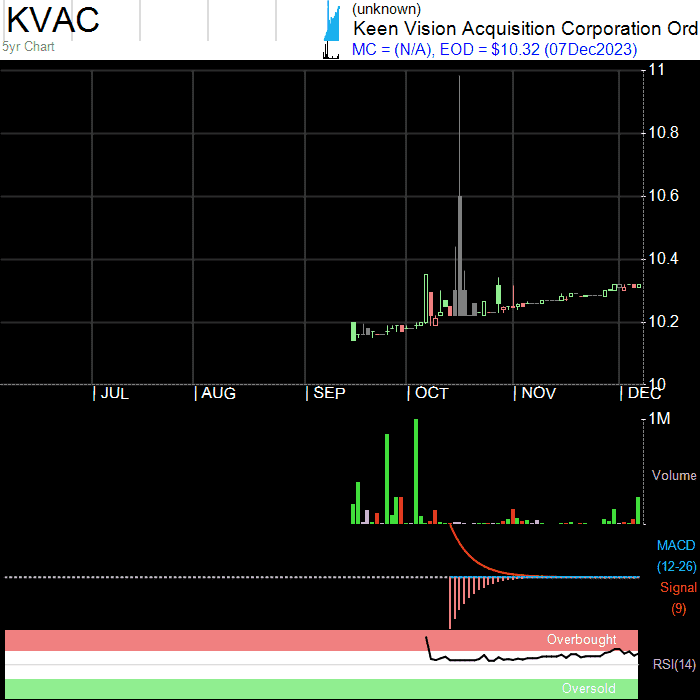 KVAC
5yr Chart
(unknown)
Keen Vision Acquisition Corporation Ord
MC = (N/A), EOD = $10.32 (07Dec2023)
11
10.8
10.6
10.4
10.2
10
JUL
AUG
SEP
OCT
NOV
DEC
1M
Volume
MACD
(12-26)
Signal
(9)
Overbought
RSI(14)
Oversold